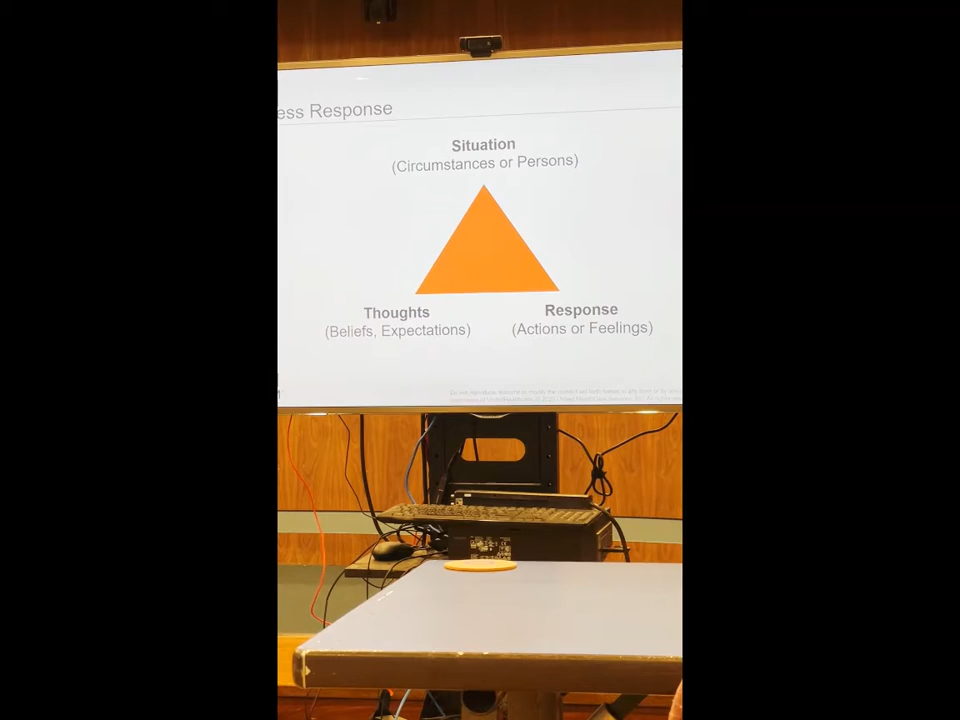 ess Response
Situation
(Circumstances or Persons)
Thoughts
(Beliefs, Expectations)
Response
(Actions or Feelings)